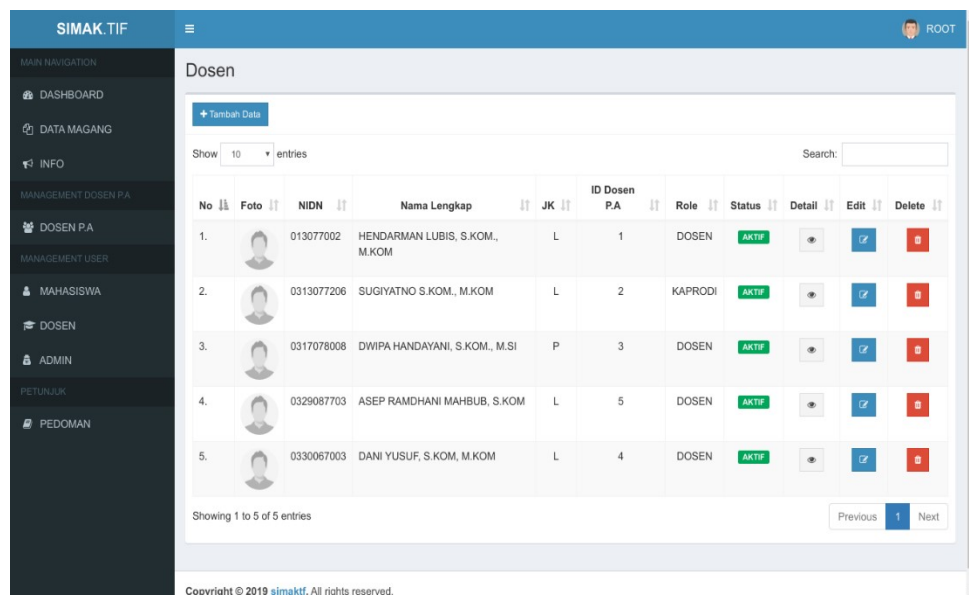 SIMAK.TIF
ROOT
MAIN NAVIGATION
DASHBOARD
DATA MAGANG
INFO
MANAGEMENT DOSEN P.A
DOSEN P.A
MANAGEMENT USER
MAHASISWA
DOSEN
ADMIN
PETUNJUK
PEDOMAN
Dosen
+ Tambah Data
Show 10 entries
Search:
No Foto NIDN Nama Lengkap JK ID Dosen P.A Role Status Detail Edit Delete
1. 013077002 HENDARMAN LUBIS, S.KOM., M.KOM L 1 DOSEN AKTIF
2. 0313077206 SUGIYATNO S.KOM., M.KOM L 2 KAPRODI AKTIF
3. 0317078008 DWIPA HANDAYANI, S.KOM., M.SI P 3 DOSEN AKTIF
4. 0329087703 ASEP RAMDHANI MAHBUB, S.KOM L 5 DOSEN AKTIF
5. 0330067003 DANI YUSUF, S.KOM, M.KOM L 4 DOSEN AKTIF
Showing 1 to 5 of 5 entries
Previous 1 Next
Copyright © 2019 simaktf. All rights reserved.